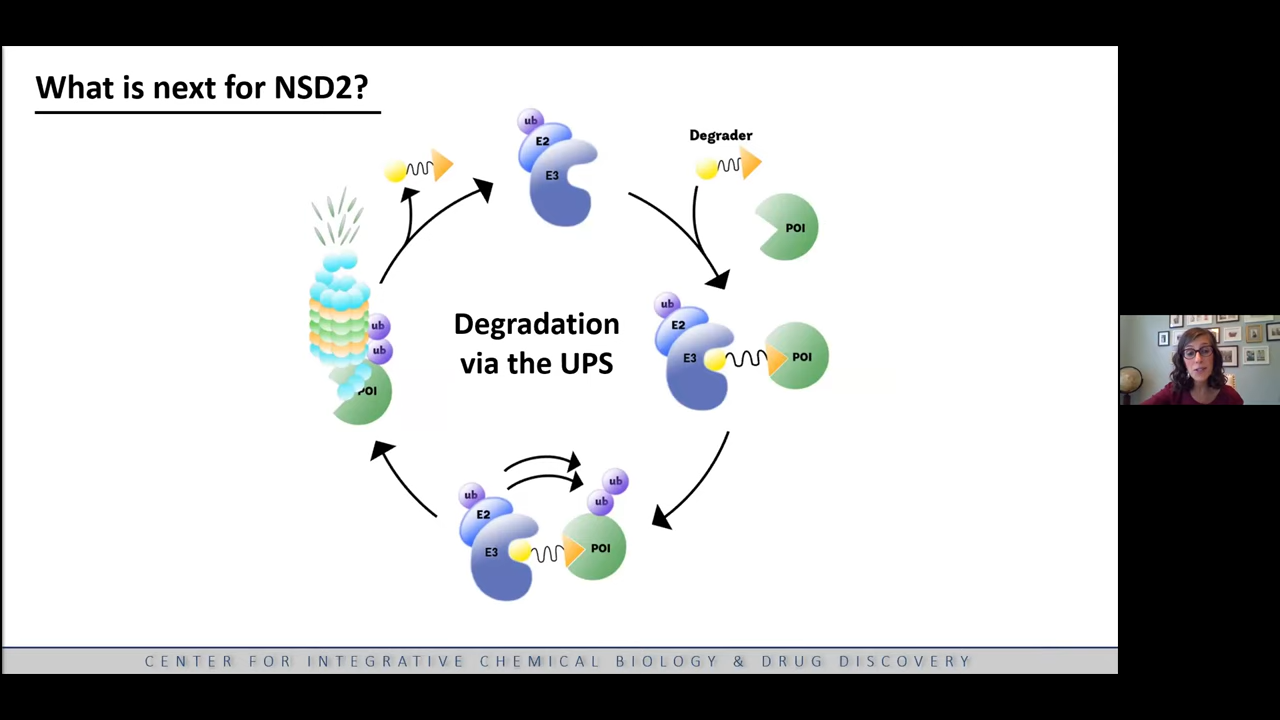 What is next for NSD2?
ub
E2
E3
Degrader
POI
ub
E2
E3
POI
Degradation
via the UPS
ub
ub
POI
ub
E2
E3
ub
ub
POI
CENTER FOR INTEGRATIVE CHEMICAL BIOLOGY & DRUG DISCOVERY